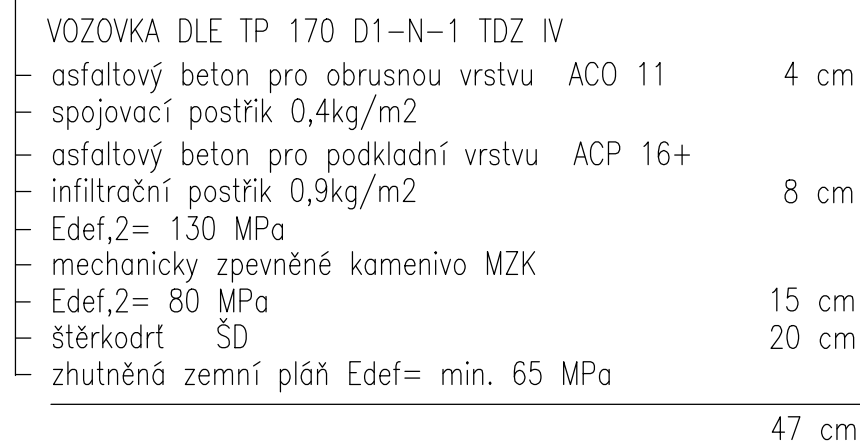 VOZOVKA DLE TP 170 D1-N-1 TDZ IV
asfaltový beton pro obrusnou vrstvu ACO 11 4 cm
spojovací postřik 0,4kg/m2
asfaltový beton pro podkladní vrstvu ACP 16+
infiltrační postřik 0,9kg/m2 8 cm
Edef,2= 130 MPa
mechanicky zpevněné kamenivo MZK
Edef,2= 80 MPa 15 cm
štěrkodrť ŠD 20 cm
zhutněná zemní pláň Edef= min. 65 MPa
47 cm